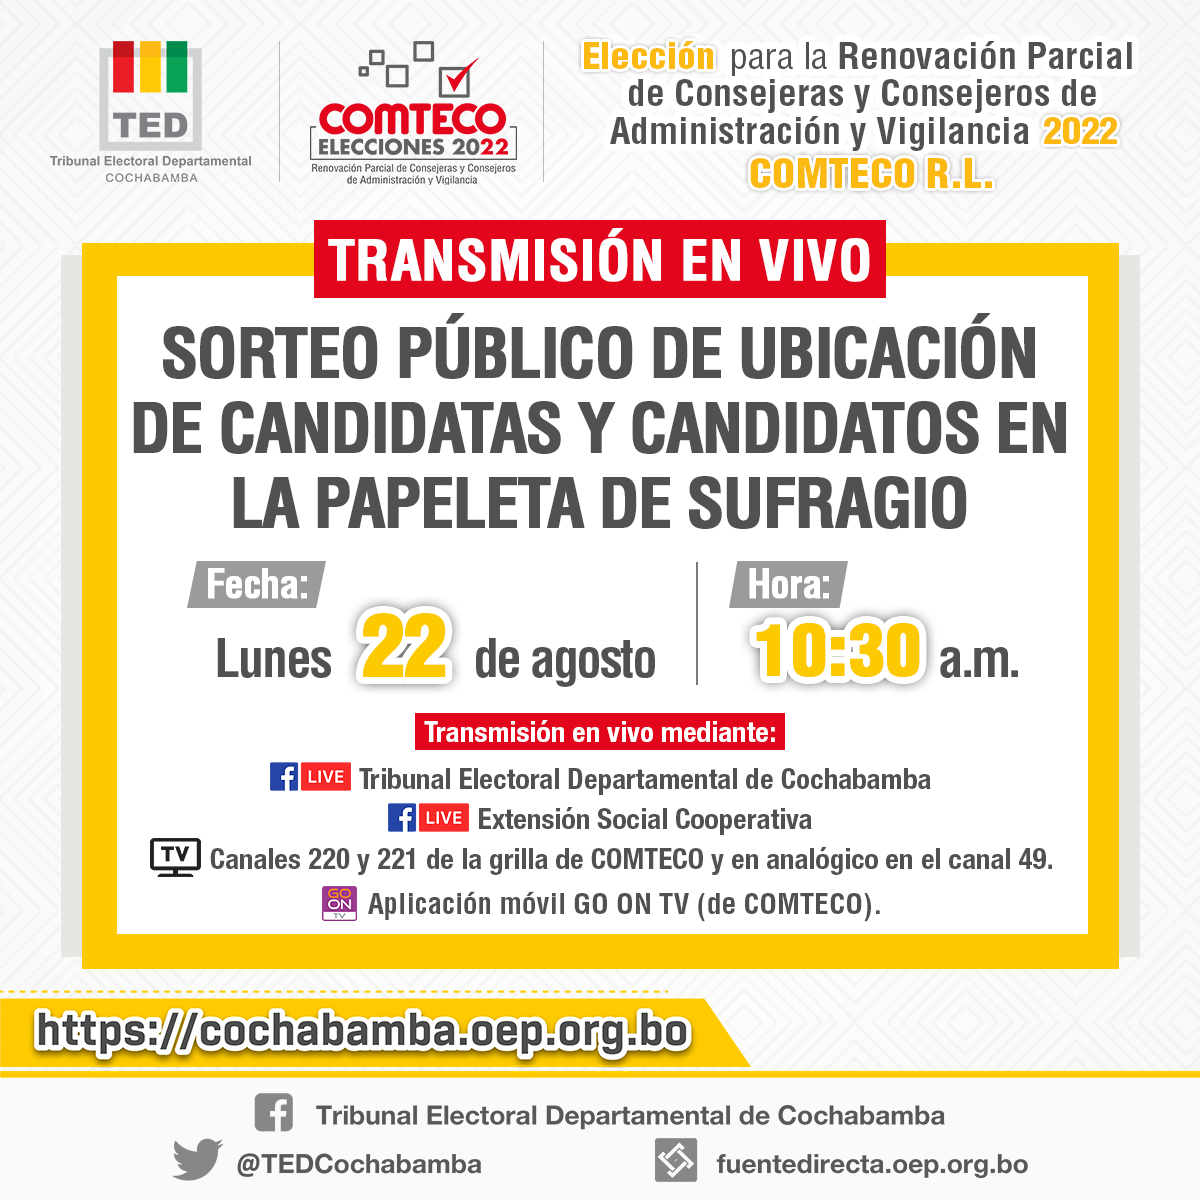 TED
Tribunal Electoral Departamental
COCHABAMBA
COMTECO
ELECCIONES 2022
Renovación Parcial de Consejeras y Consejeros
de Administración y Vigilancia
Elección para la Renovación Parcial
de Consejeras y Consejeros de
Administración y Vigilancia 2022
COMTECO R.L.
TRANSMISIÓN EN VIVO
SORTEO PÚBLICO DE UBICACIÓN
DE CANDIDATAS Y CANDIDATOS EN
LA PAPELETA DE SUFRAGIO
Fecha:
Lunes 22 de agosto
Hora:
10:30 a.m.
Transmisión en vivo mediante:
f LIVE Tribunal Electoral Departamental de Cochabamba
f LIVE Extensión Social Cooperativa
TV Canales 220 y 221 de la grilla de COMTECO y en analógico en el canal 49.
GO ON TV Aplicación móvil GO ON TV (de COMTECO).
https://cochabamba.oep.org.bo
f Tribunal Electoral Departamental de Cochabamba
@TEDCochabamba
fuentedirecta.oep.org.bo